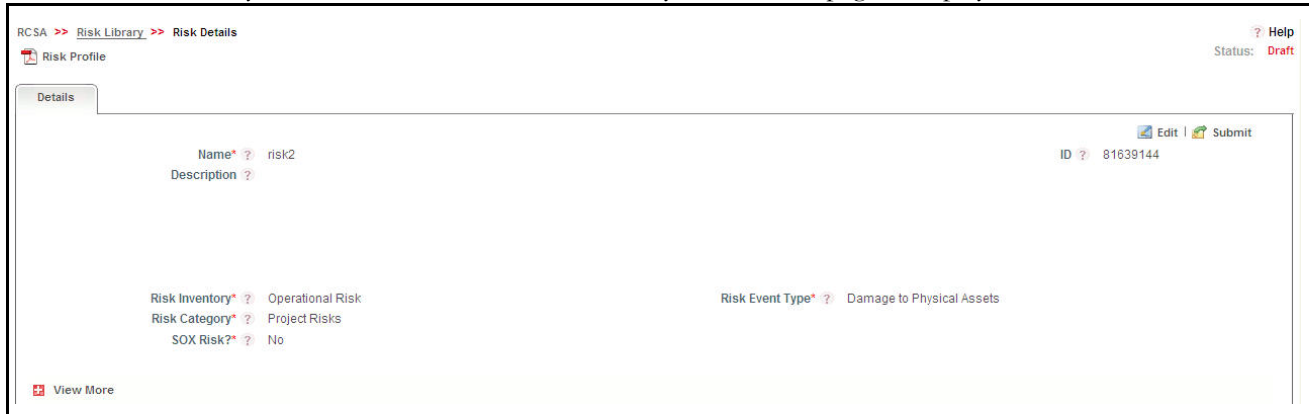 RCSA >> Risk Library >> Risk Details
? Help
Risk Profile
Status: Draft
Details
Edit | Submit
Name* ? risk2
ID ? 81639144
Description ?
Risk Inventory* ? Operational Risk
Risk Event Type* ? Damage to Physical Assets
Risk Category* ? Project Risks
SOX Risk?* ? No
View More